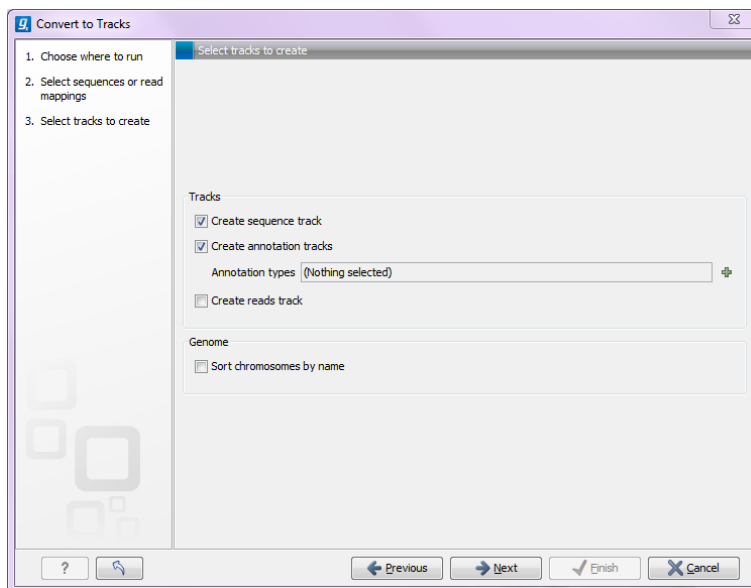 Convert to Tracks
1. Choose where to run
2. Select sequences or read
mappings
3. Select tracks to create
Select tracks to create
Tracks
Create sequence track
Create annotation tracks
Annotation types (Nothing selected)
Create reads track
Genome
Sort chromosomes by name
? Previous Next Finish Cancel